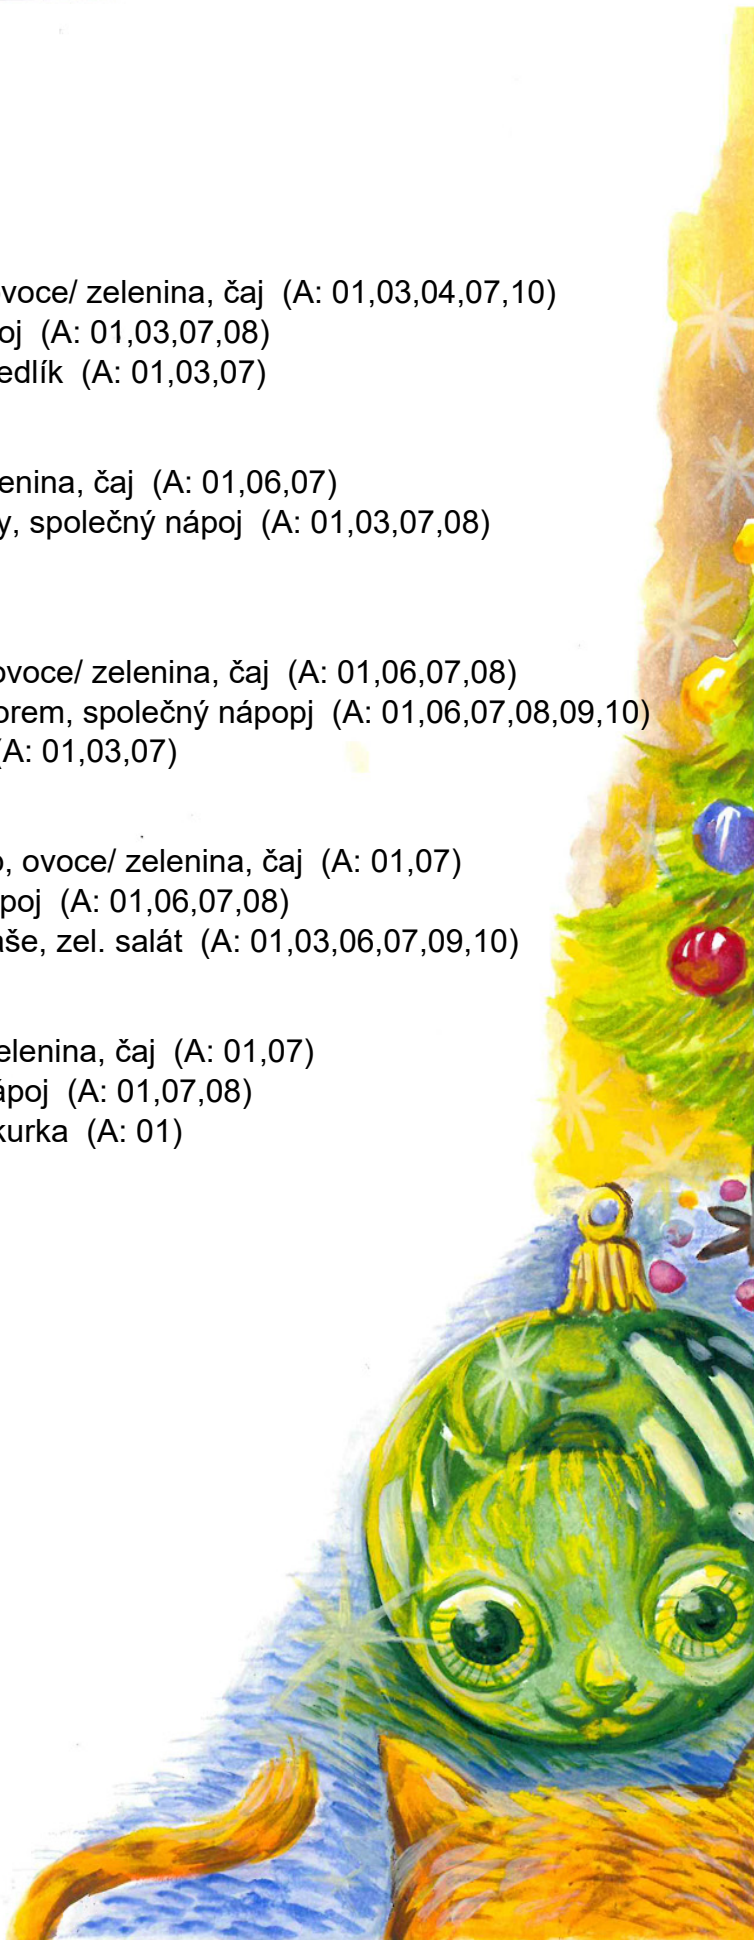 ovoce/ zelenina, čaj (A: 01,03,04,07,10)
oj (A: 01,03,07,08)
edlík (A: 01,03,07)
enina, čaj (A: 01,06,07)
y, společný nápoj (A: 01,03,07,08)
ovoce/ zelenina, čaj (A: 01,06,07,08)
orem, společný nápopj (A: 01,06,07,08,09,10)
(A: 01,03,07)
o, ovoce/ zelenina, čaj (A: 01,07)
poj (A: 01,06,07,08)
aše, zel. salát (A: 01,03,06,07,09,10)
elenina, čaj (A: 01,07)
ápoj (A: 01,07,08)
kurka (A: 01)